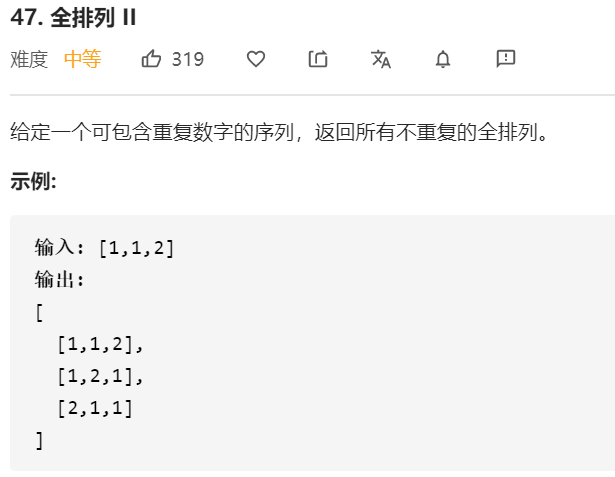 47. 全排列 II
难度 中等 319
给定一个可包含重复数字的序列，返回所有不重复的全排列。
示例:
输入: [1,1,2]
输出:
[
  [1,1,2],
  [1,2,1],
  [2,1,1]
]